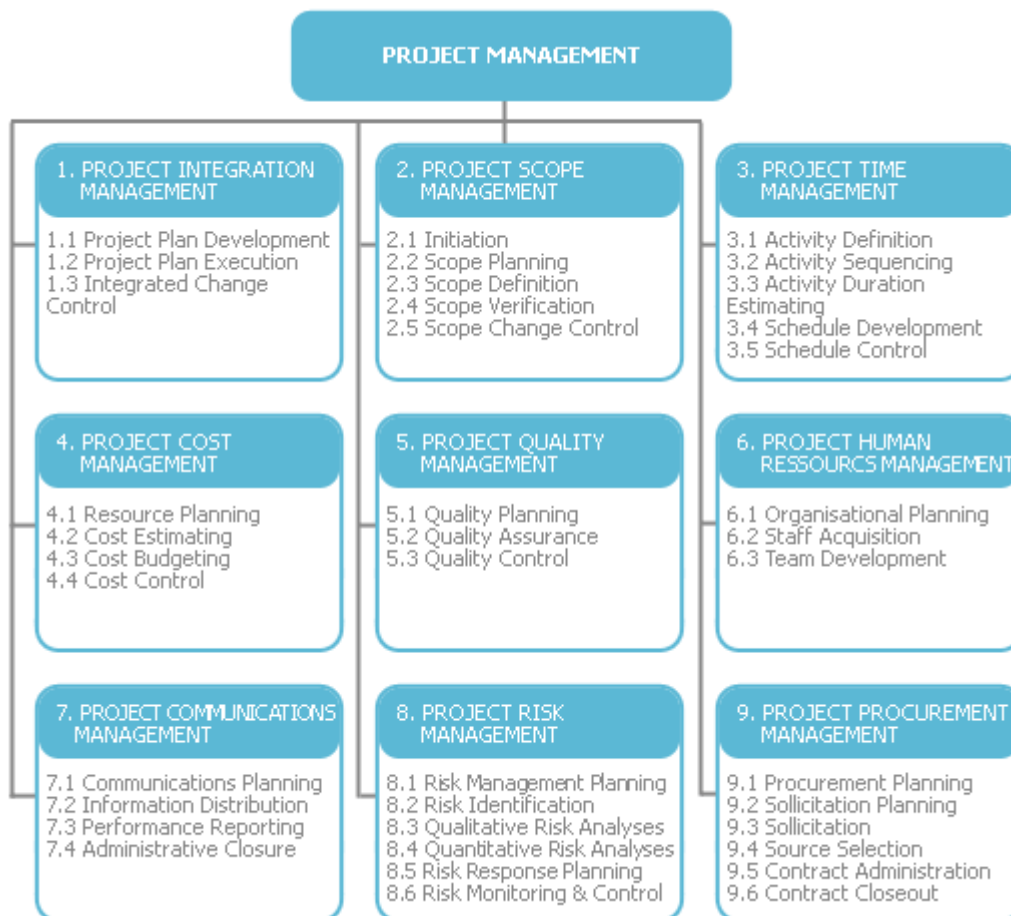 PROJECT MANAGEMENT
1. PROJECT INTEGRATION
MANAGEMENT
1.1 Project Plan Development
1.2 Project Plan Execution
1.3 Integrated Change
Control
2. PROJECT SCOPE
MANAGEMENT
2.1 Initiation
2.2 Scope Planning
2.3 Scope Definition
2.4 Scope Verification
2.5 Scope Change Control
3. PROJECT TIME
MANAGEMENT
3.1 Activity Definition
3.2 Activity Sequencing
3.3 Activity Duration
Estimating
3.4 Schedule Development
3.5 Schedule Control
4. PROJECT COST
MANAGEMENT
4.1 Resource Planning
4.2 Cost Estimating
4.3 Cost Budgeting
4.4 Cost Control
5. PROJECT QUALITY
MANAGEMENT
5.1 Quality Planning
5.2 Quality Assurance
5.3 Quality Control
6. PROJECT HUMAN
RESSOURCS MANAGEMENT
6.1 Organisational Planning
6.2 Staff Acquisition
6.3 Team Development
7. PROJECT COMMUNICATIONS
MANAGEMENT
7.1 Communications Planning
7.2 Information Distribution
7.3 Performance Reporting
7.4 Administrative Closure
8. PROJECT RISK
MANAGEMENT
8.1 Risk Management Planning
8.2 Risk Identification
8.3 Qualitative Risk Analyses
8.4 Quantitative Risk Analyses
8.5 Risk Response Planning
8.6 Risk Monitoring & Control
9. PROJECT PROCUREMENT
MANAGEMENT
9.1 Procurement Planning
9.2 Sollicitation Planning
9.3 Sollicitation
9.4 Source Selection
9.5 Contract Administration
9.6 Contract Closeout